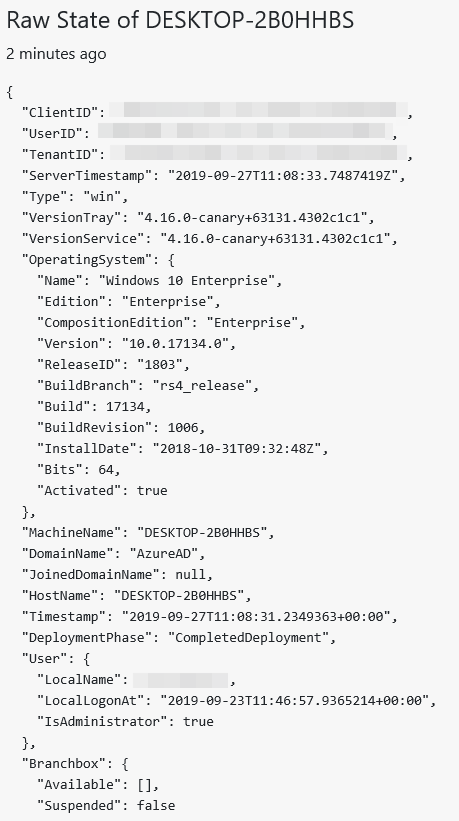 Raw State of DESKTOP-2B0HHBS
2 minutes ago
{
"ClientID": ,
"UserID": ,
"TenantID": ,
"ServerTimestamp": "2019-09-27T11:08:33.7487419Z",
"Type": "win",
"VersionTray": "4.16.0-canary+63131.4302c1c1",
"VersionService": "4.16.0-canary+63131.4302c1c1",
"OperatingSystem": {
"Name": "Windows 10 Enterprise",
"Edition": "Enterprise",
"CompositionEdition": "Enterprise",
"Version": "10.0.17134.0",
"ReleaseID": "1803",
"BuildBranch": "rs4_release",
"Build": 17134,
"BuildRevision": 1006,
"InstallDate": "2018-10-31T09:32:48Z",
"Bits": 64,
"Activated": true
},
"MachineName": "DESKTOP-2B0HHBS",
"DomainName": "AzureAD",
"JoinedDomainName": null,
"HostName": "DESKTOP-2B0HHBS",
"Timestamp": "2019-09-27T11:08:31.2349363+00:00",
"DeploymentPhase": "CompletedDeployment",
"User": {
"LocalName": ,
"LocalLogonAt": "2019-09-23T11:46:57.9365214+00:00",
"IsAdministrator": true
},
"Branchbox": {
"Available": [],
"Suspended": false